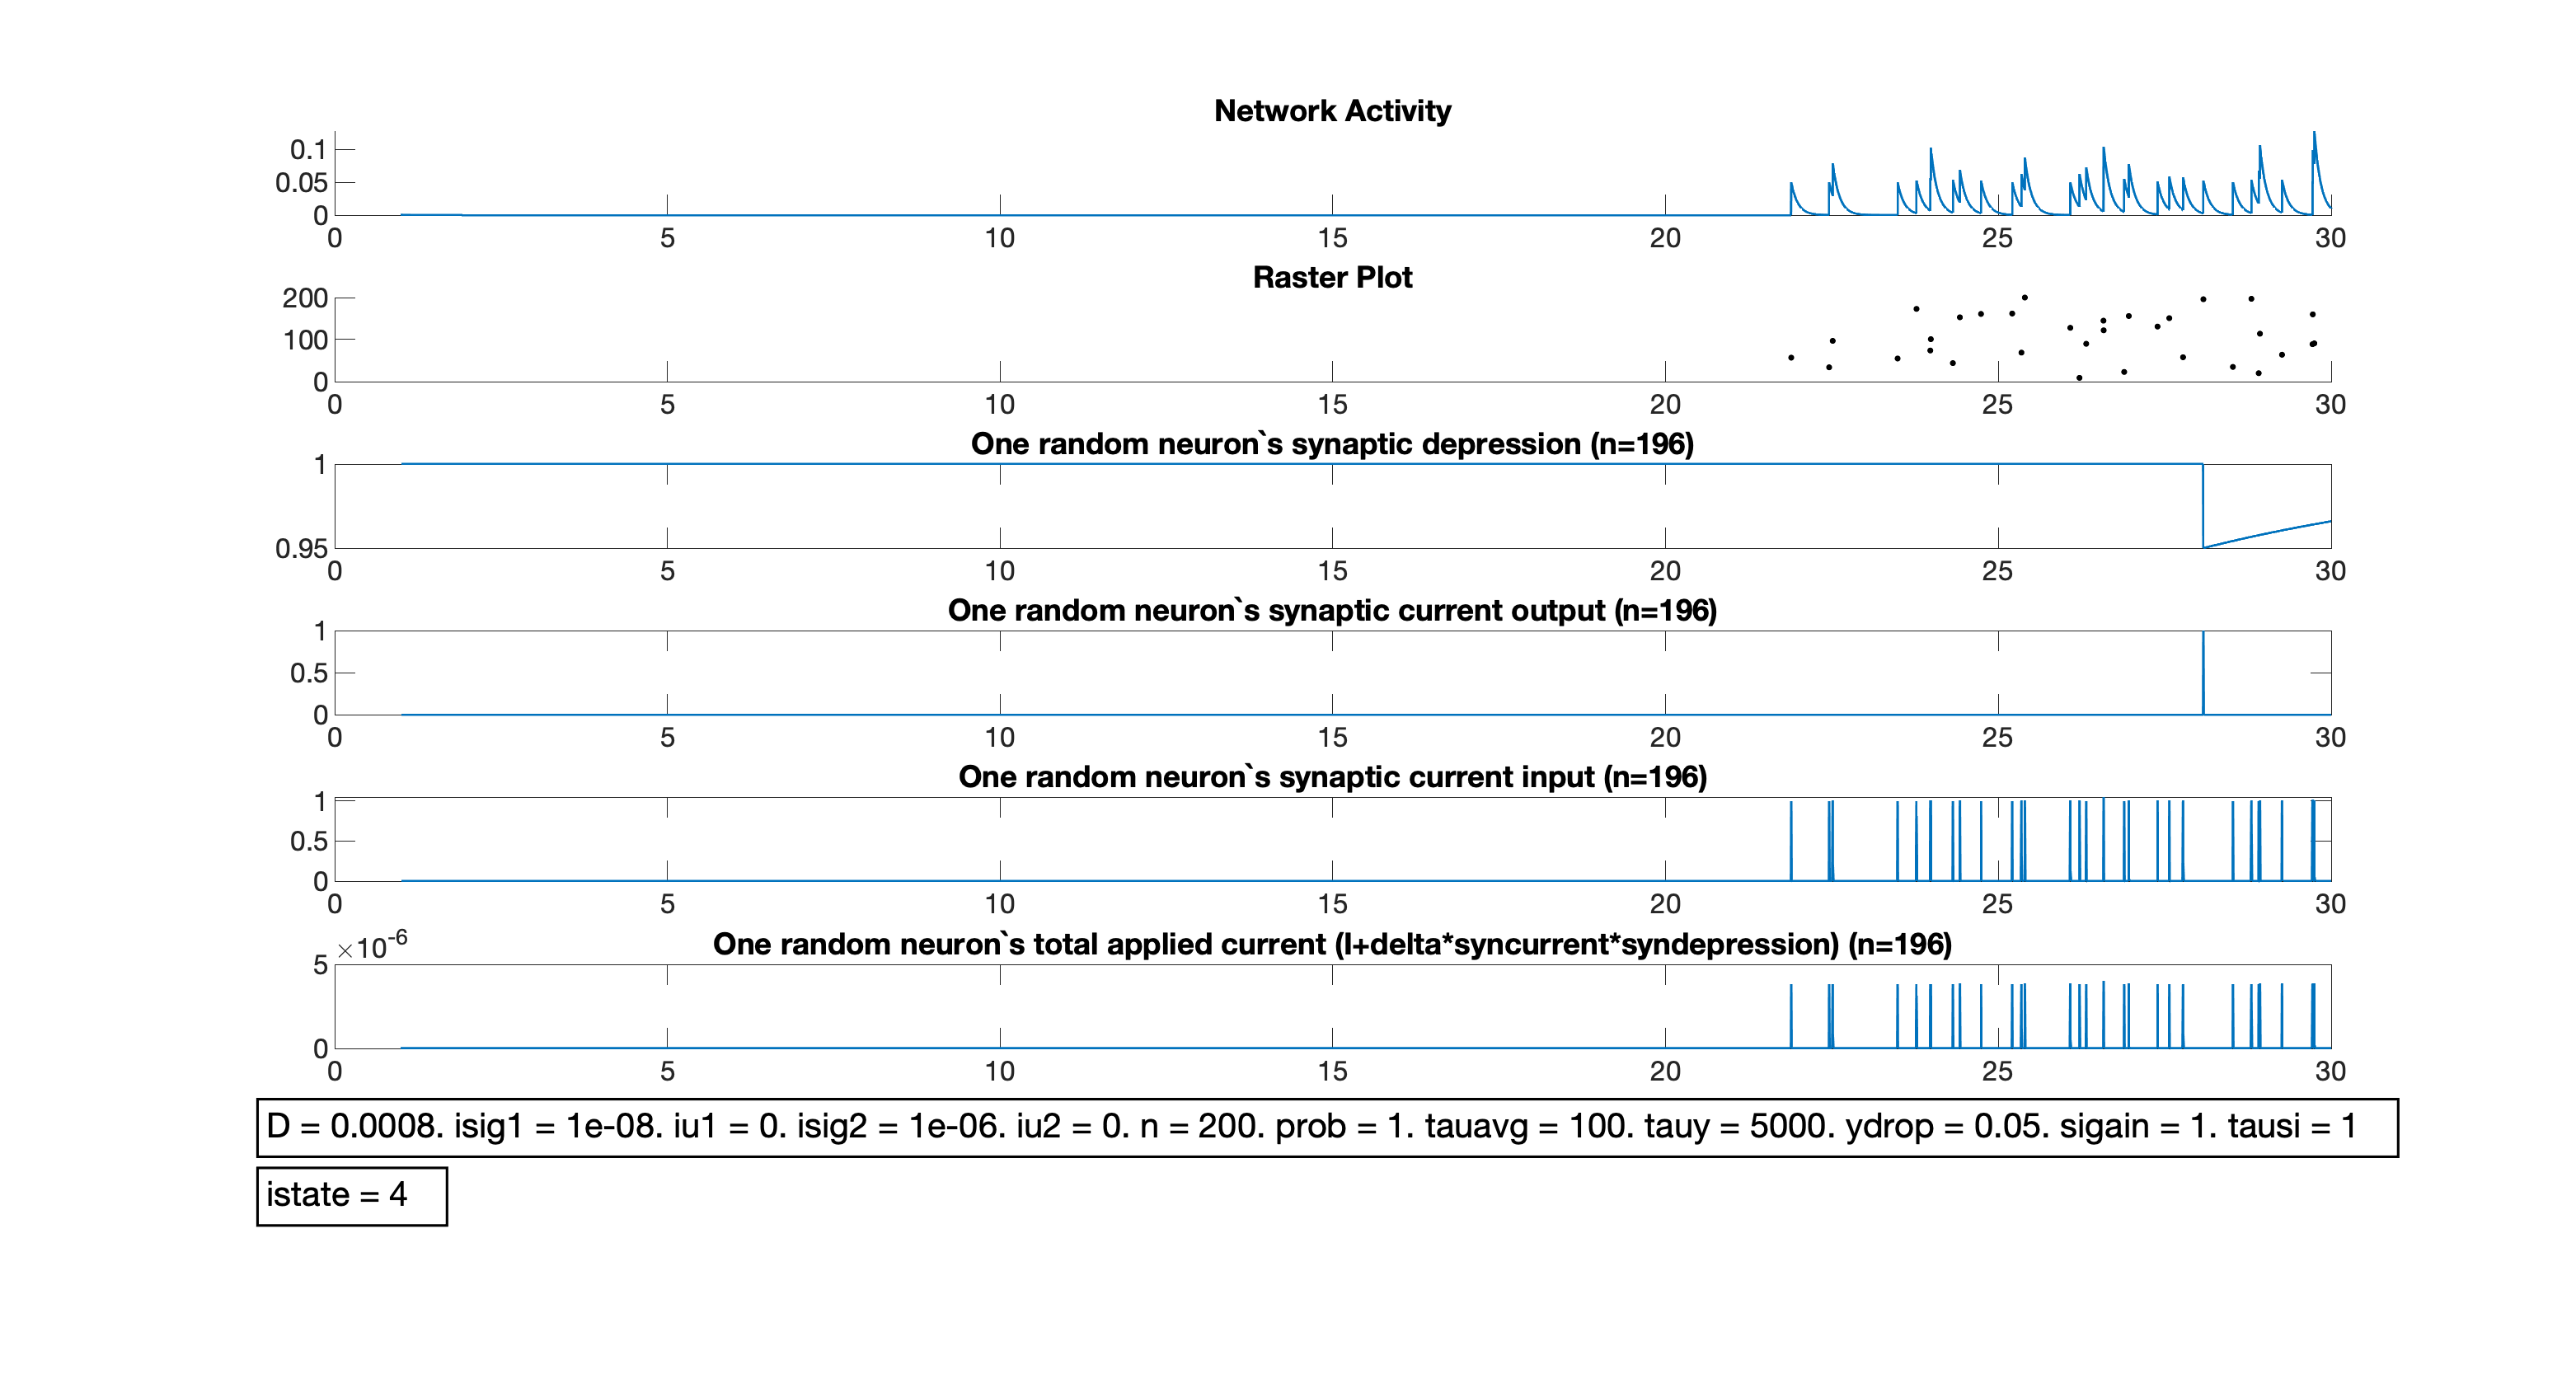 Network Activity
0.1
0.05
0
0 5 10 15 20 25 30
Raster Plot
200
100
0
0 5 10 15 20 25 30
One random neuron`s synaptic depression (n=196)
1
0.95
0 5 10 15 20 25 30
One random neuron`s synaptic current output (n=196)
1
0.5
0
0 5 10 15 20 25 30
One random neuron`s synaptic current input (n=196)
1
0.5
0
0 5 10 15 20 25 30
×10-6
One random neuron`s total applied current (I+delta*syncurrent*syndepression) (n=196)
5
0
0 5 10 15 20 25 30
D = 0.0008. isig1 = 1e-08. iu1 = 0. isig2 = 1e-06. iu2 = 0. n = 200. prob = 1. tauavg = 100. tauy = 5000. ydrop = 0.05. sigain = 1. tausi = 1
istate = 4